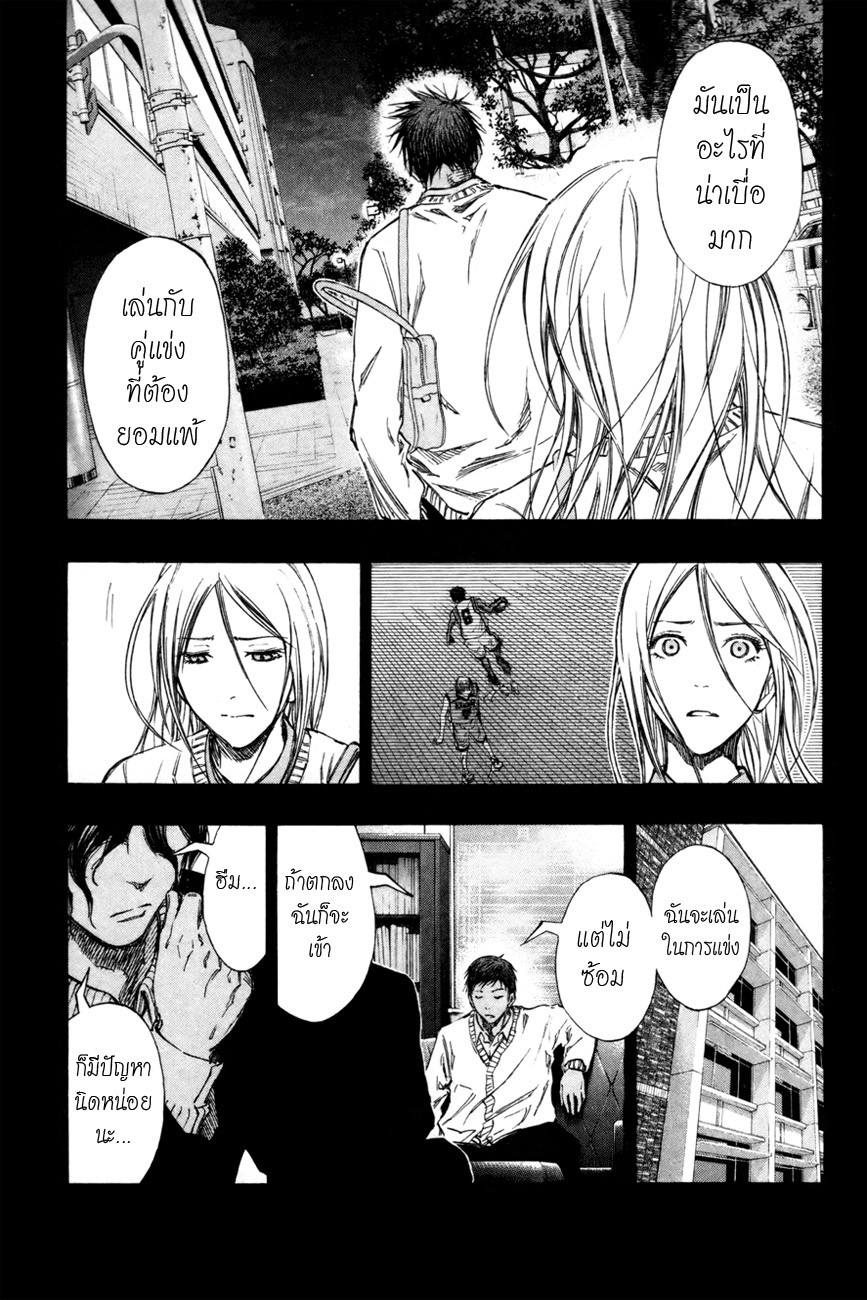 มันเป็น
อะไรที่
น่าเบื่อ
มาก
เล่นกับ
คู่แข่ง
ที่ต้อง
ยอมแพ้
ฉันจะเล่น
ในการแข่ง
แต่ไม่
ซ้อม
ถ้าตกลง
ฉันก็จะ
เข้า
ฮืม...
ก็มีปัญหา
นิดหน่อย
นะ...